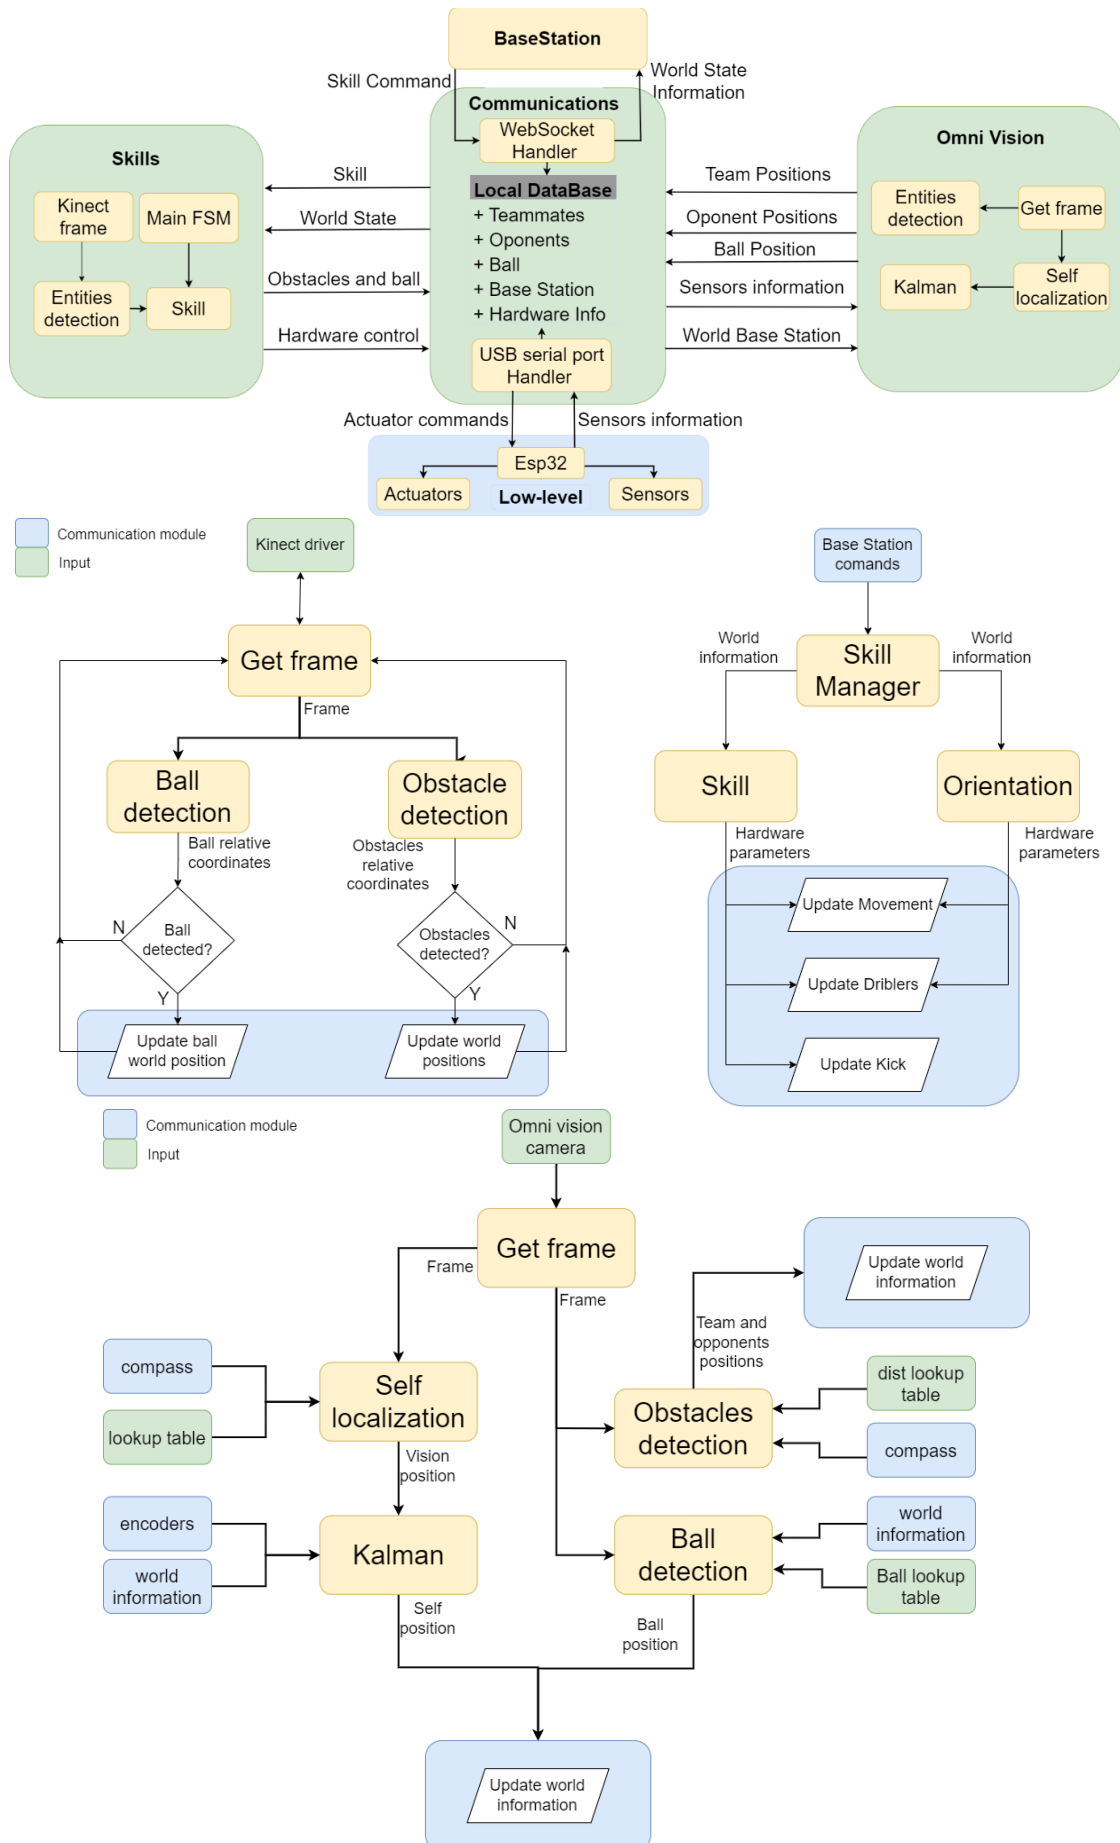 BaseStation
Skill Command
World State
Information
Communications
WebSocket
Handler
Local DataBase
+ Teammates
+ Oponents
+ Ball
+ Base Station
+ Hardware Info
USB serial port
Handler
Skills
Kinect
frame
Main FSM
Entities
detection
Skill
Skill
World State
Obstacles and ball
Hardware control
Omni Vision
Entities
detection
Get frame
Kalman
Self
localization
Team Positions
Oponent Positions
Ball Position
Sensors information
World Base Station
Actuator commands
Sensors information
Esp32
Actuators
Low-level
Sensors
Communication module
Input
Kinect driver
Get frame
Frame
Ball
detection
Obstacle
detection
Ball relative
coordinates
Obstacles
relative
coordinates
N
Ball
detected?
Y
N
Obstacles
detected?
Y
Update ball
world position
Update world
positions
Base Station
comands
World
information
Skill
Manager
World
information
Skill
Orientation
Hardware
parameters
Hardware
parameters
Update Movement
Update Driblers
Update Kick
Communication module
Input
Omni vision
camera
Get frame
Frame
Frame
Update world
information
Team and
opponents
positions
compass
lookup table
Self
localization
Obstacles
detection
dist lookup
table
compass
Vision
position
encoders
world
information
Kalman
Ball
detection
world
information
Ball lookup
table
Self
position
Ball
position
Update world
information